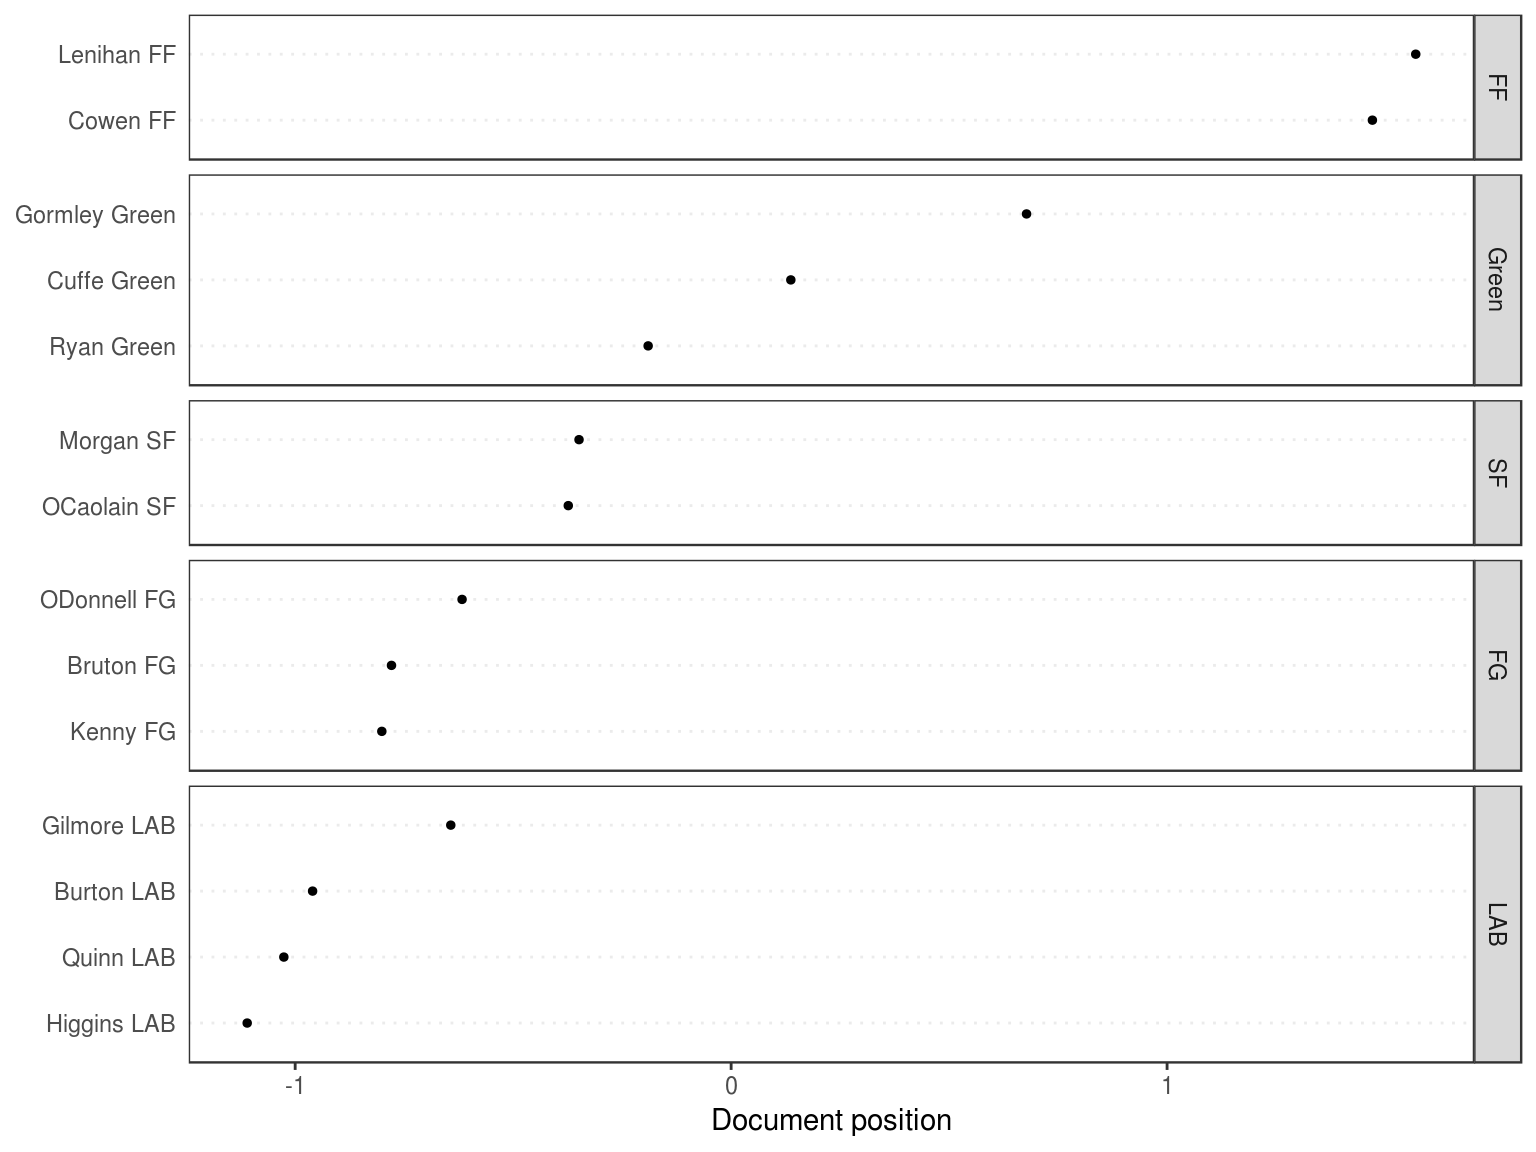 Lenihan FF
Cowen FF
FF
Gormley Green
Cuffe Green
Ryan Green
Green
Morgan SF
OCaolain SF
SF
ODonnell FG
Bruton FG
Kenny FG
FG
Gilmore LAB
Burton LAB
Quinn LAB
Higgins LAB
LAB
-1 0 1
Document position